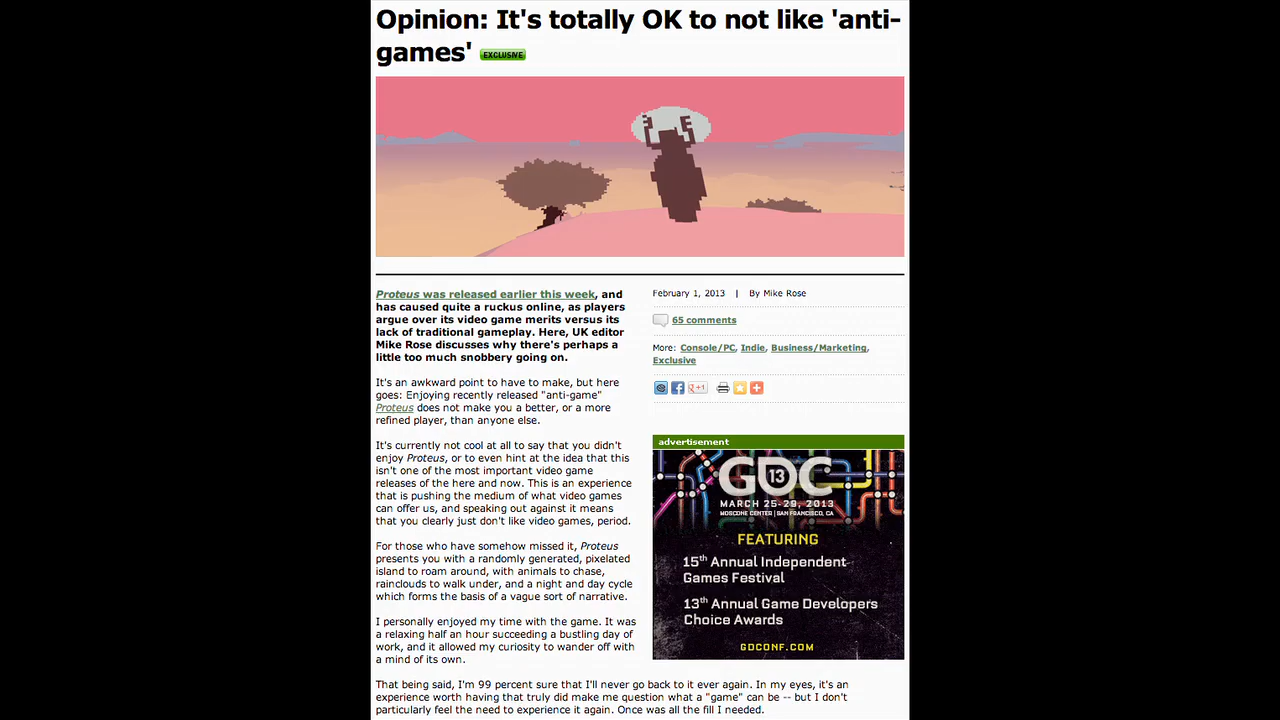 Opinion: It's totally OK to not like 'anti-
games' EXCLUSIVE
Proteus was released earlier this week, and
has caused quite a ruckus online, as players
argue over its video game merits versus its
lack of traditional gameplay. Here, UK editor
Mike Rose discusses why there's perhaps a
little too much snobbery going on.
It's an awkward point to have to make, but here
goes: Enjoying recently released "anti-game"
Proteus does not make you a better, or a more
refined player, than anyone else.
It's currently not cool at all to say that you didn't
enjoy Proteus, or to even hint at the idea that this
isn't one of the most important video game
releases of the here and now. This is an experience
that is pushing the medium of what video games
can offer us, and speaking out against it means
that you clearly just don't like video games, period.
For those who have somehow missed it, Proteus
presents you with a randomly generated, pixelated
island to roam around, with animals to chase,
rainclouds to walk under, and a night and day cycle
which forms the basis of a vague sort of narrative.
I personally enjoyed my time with the game. It was
a relaxing half an hour succeeding a bustling day of
work, and it allowed my curiosity to wander off with
a mind of its own.
That being said, I'm 99 percent sure that I'll never go back to it ever again. In my eyes, it's an
experience worth having that truly did make me question what a "game" can be -- but I don't
particularly feel the need to experience it again. Once was all the fill I needed.
February 1, 2013 | By Mike Rose
65 comments
More: Console/PC, Indie, Business/Marketing,
Exclusive
+1
advertisement
GDC 13
MARCH 25-29, 2013
MOSCONE CENTER | SAN FRANCISCO, CA
FEATURING
15th Annual Independent
Games Festival
13th Annual Game Developers
Choice Awards
GDCONF.COM